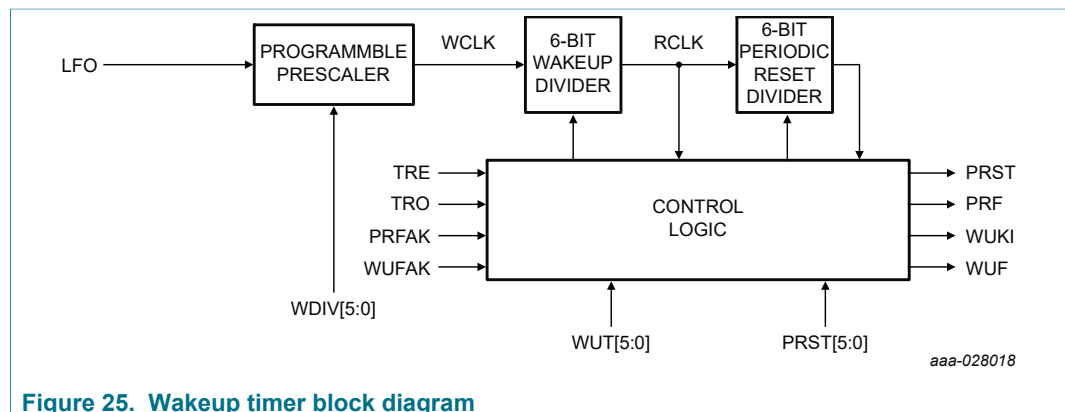 LFO
PROGRAMMBLE
PRESCALER
WCLK
6-BIT
WAKEUP
DIVIDER
RCLK
6-BIT
PERIODIC
RESET
DIVIDER
TRE
TRO
PRFAK
WUFAK
CONTROL
LOGIC
PRST
PRF
WUKI
WUF
WDIV[5:0]
WUT[5:0]
PRST[5:0]
aaa-028018
Figure 25. Wakeup timer block diagram